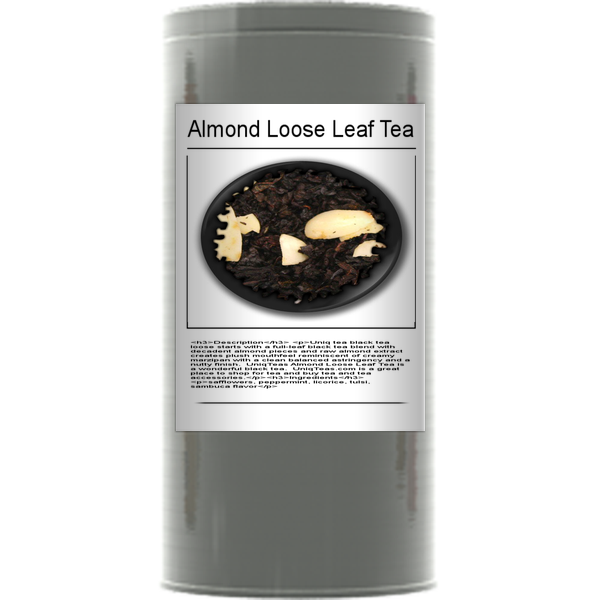 Almond Loose Leaf Tea
<h3>Description</h3> <p>Uniq tea black tea
loose starts with a full-leaf black tea blend with
decadent almond pieces and raw almond extract
creates plush mouthfeel reminiscent of creamy
marzipan with a clean balanced astringency and a
nutty finish.  UniqTeas Almond Loose Leaf Tea is
a wonderful black tea.  UniqTeas.com is a great
place to shop for tea and buy tea and tea
accessories.</p><h3>Ingredients</h3>
<p>safflowers, peppermint, licorice, tulsi,
sambuca flavor</p>